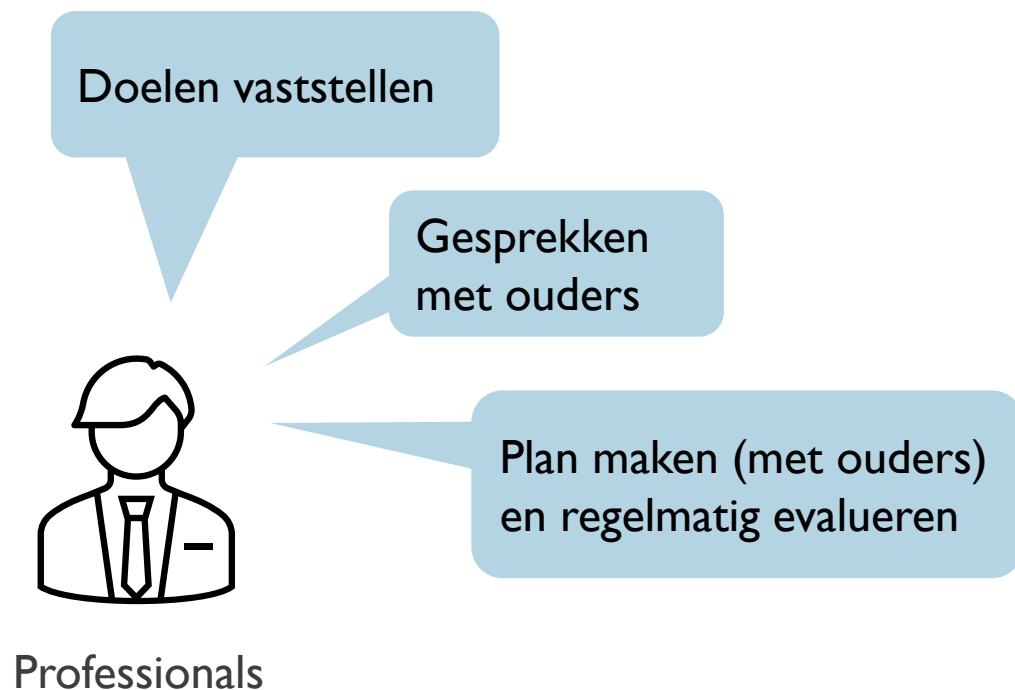 Doelen vaststellen
Gesprekken
met ouders
Plan maken (met ouders)
en regelmatig evalueren
Professionals